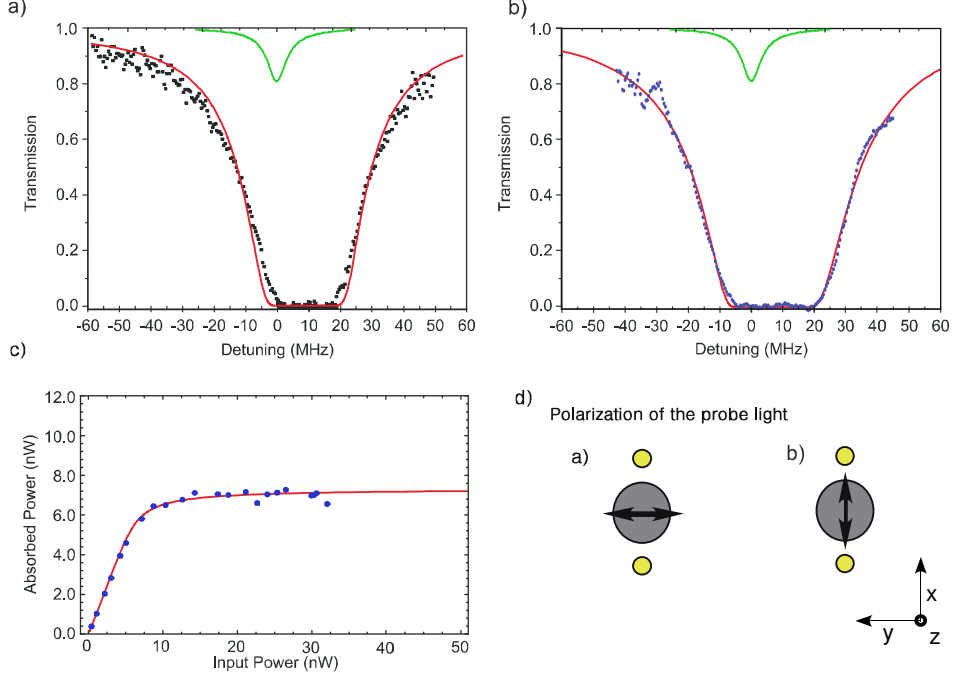 a)
1.0
0.8
0.6
0.4
0.2
0.0
Transmission
-60 -50 -40 -30 -20 -10 0 10 20 30 40 50 60
Detuning (MHz)
b)
1.0
0.8
0.6
0.4
0.2
0.0
Transmission
-60 -50 -40 -30 -20 -10 0 10 20 30 40 50 60
Detuning (MHz)
c)
12.0
10.0
8.0
6.0
4.0
2.0
0.0
Absorbed Power (nW)
0 10 20 30 40 50
Input Power (nW)
d)
Polarization of the probe light
a)
b)
x
y
z